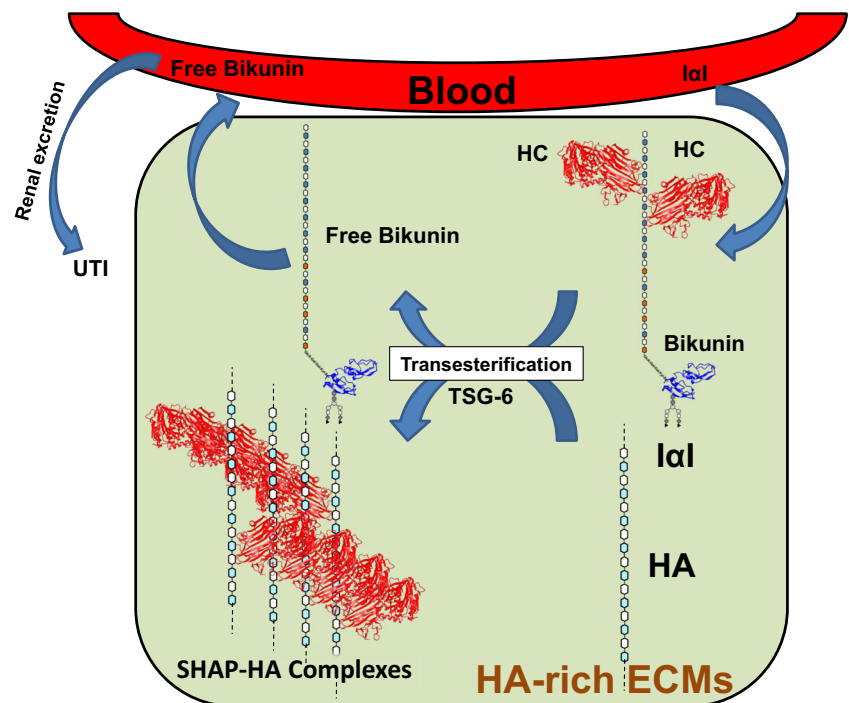 Free Bikunin
IαI
Blood
Renal excretion
UTI
HC
HC
Free Bikunin
Bikunin
Transesterification
TSG-6
IαI
HA
SHAP-HA Complexes
HA-rich ECMs